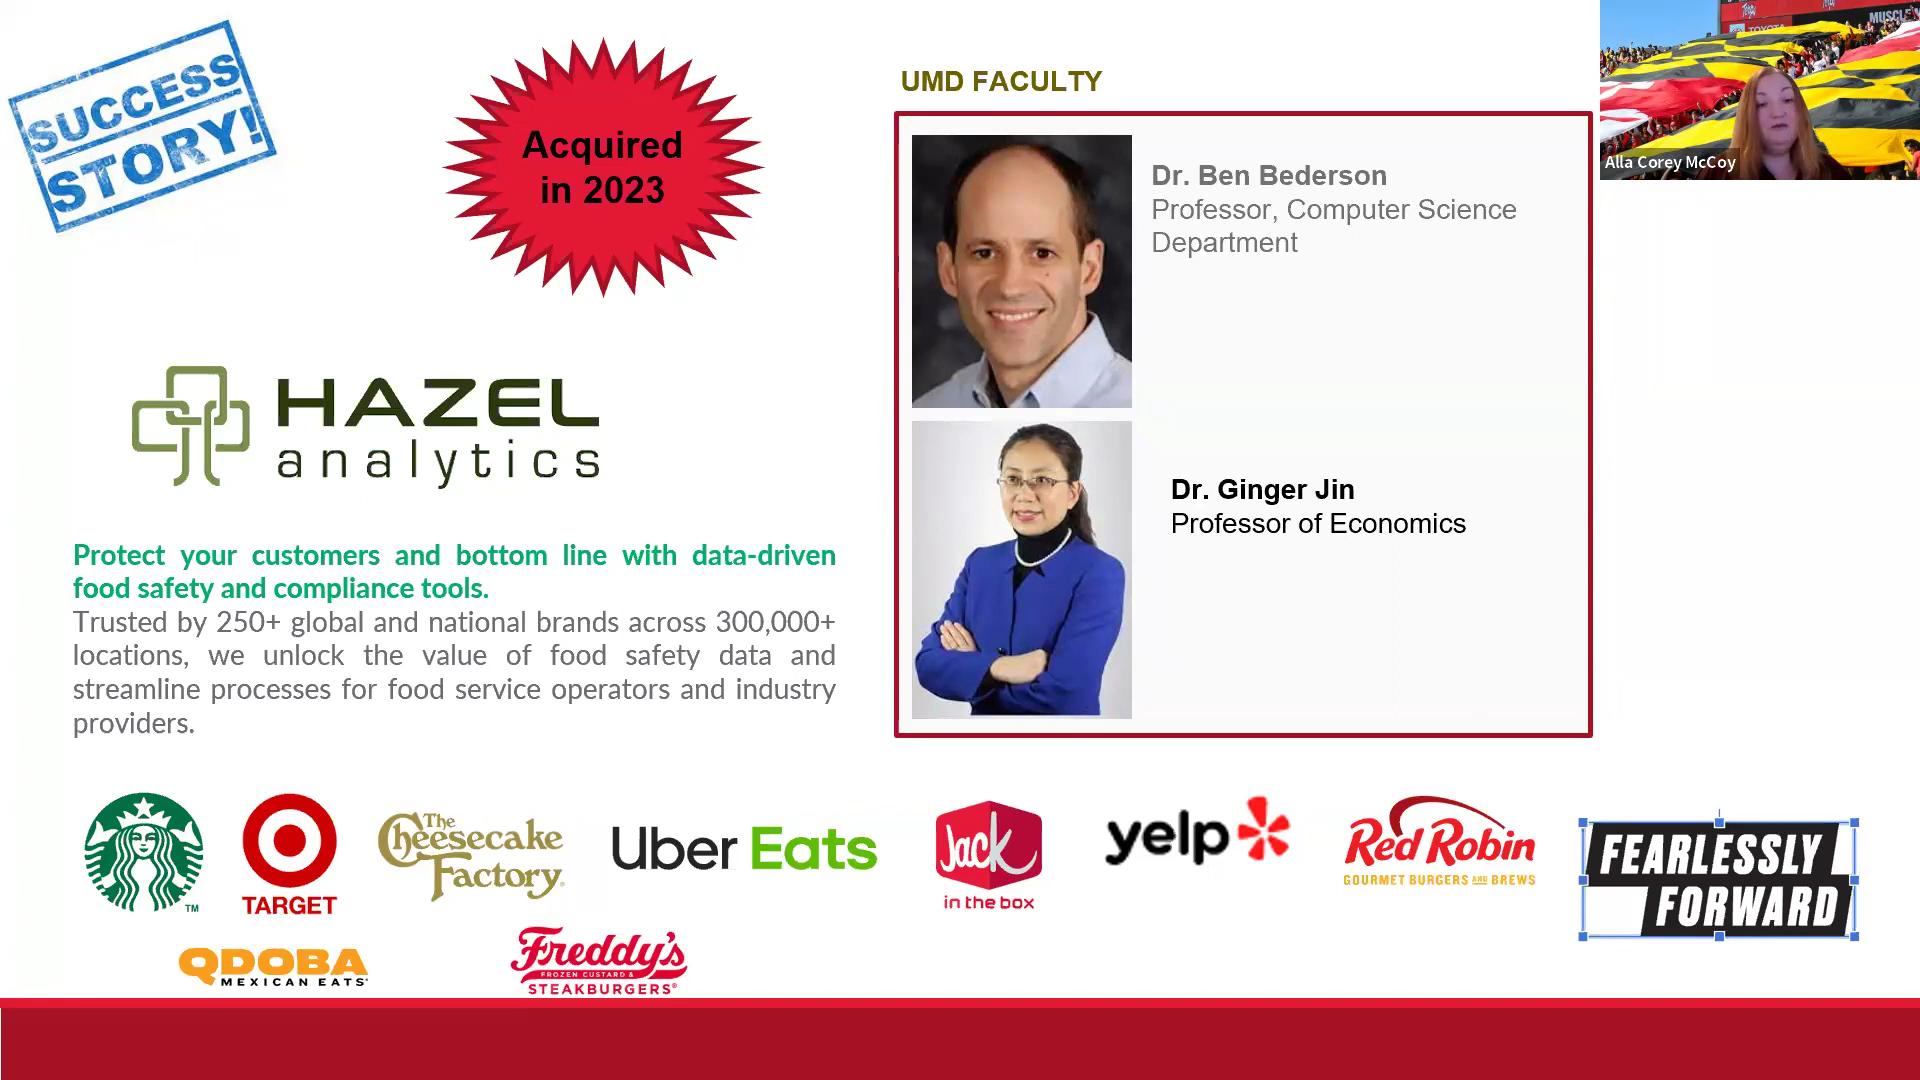 SUCCESS
STORY!
Acquired
in 2023
UMD FACULTY
Dr. Ben Bederson
Professor, Computer Science
Department
Dr. Ginger Jin
Professor of Economics
HAZEL
analytics
Protect your customers and bottom line with data-driven
food safety and compliance tools.
Trusted by 250+ global and national brands across 300,000+
locations, we unlock the value of food safety data and
streamline processes for food service operators and industry
providers.
TM
TARGET
The
Cheesecake
Factory®
Uber Eats
Jack
in the box
yelp
Red Robin
GOURMET BURGERS AND BREWS
FEARLESSLY
FORWARD
QDOBA
MEXICAN EATS®
Freddy's
FROZEN CUSTARD &
STEAKBURGERS®
Terps
TOYOTA
Alla Corey McCoy